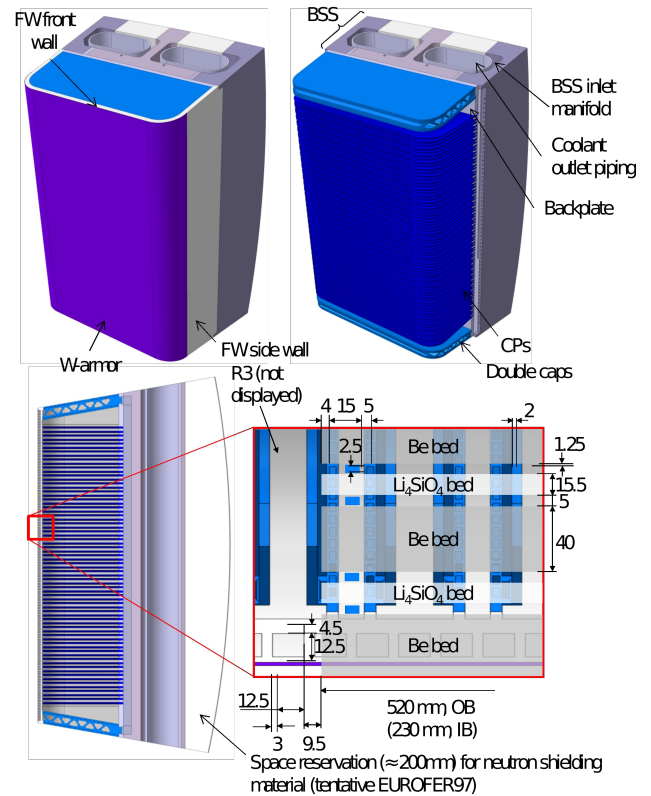 FW front
wall
BSS
BSS inlet
manifold
Coolant
outlet piping
Backplate
W-armor
FW side wall
R3 (not
displayed)
CPs
Double caps
4 15 5 2
2.5
Be bed
1.25
Li4SiO4 bed
15.5
5
Be bed
40
Li4SiO4 bed
4.5
12.5
Be bed
12.5
3
9.5
520 mm, OB
(230 mm, IB)
Space reservation (≈200mm) for neutron shielding
material (tentative EUROFER97)